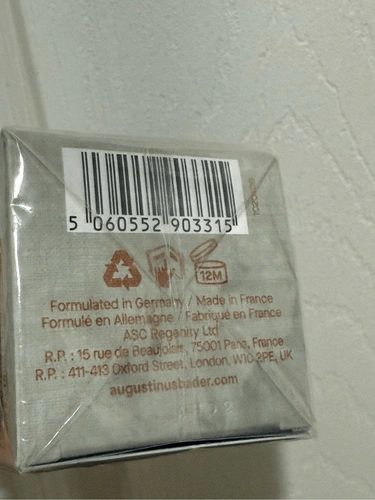 5 060552 903315
12M
Formulated in Germany / Made in France
Formulé en Allemagne / Fabriqué en France
ASC Regenity Ltd
R.P. : 15 rue de Beaujolais, 75001 Paris, France
R.P. : 411-413 Oxford Street, London, W1C 2PE, UK
augustinusbader.com